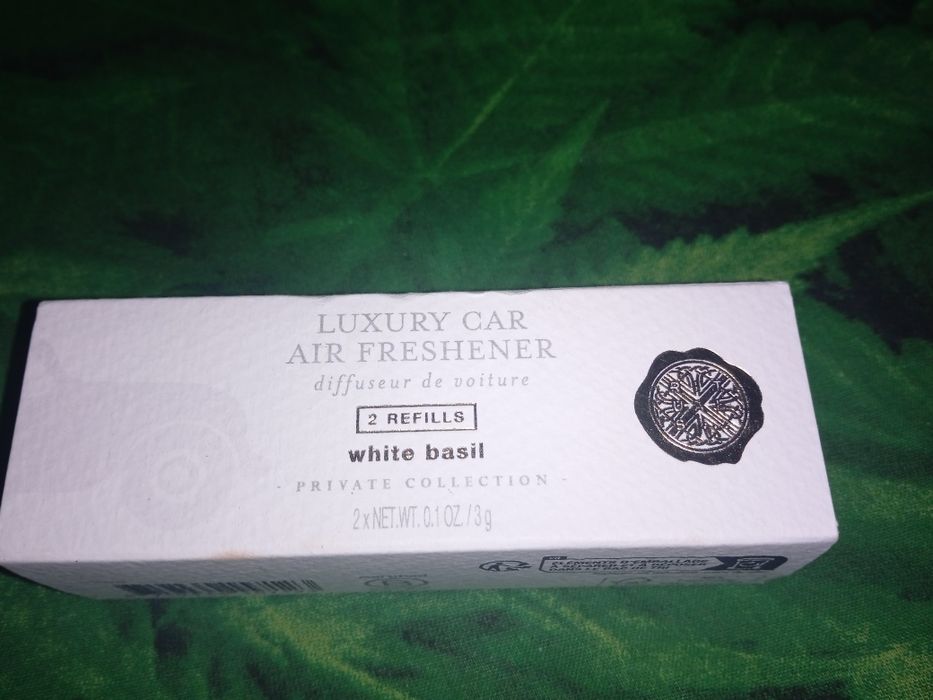 LUXURY CAR
AIR FRESHENER
diffuseur de voiture
2 REFILLS
white basil
- PRIVATE COLLECTION -
2 x NET.WT. 0.1 OZ. / 3 g